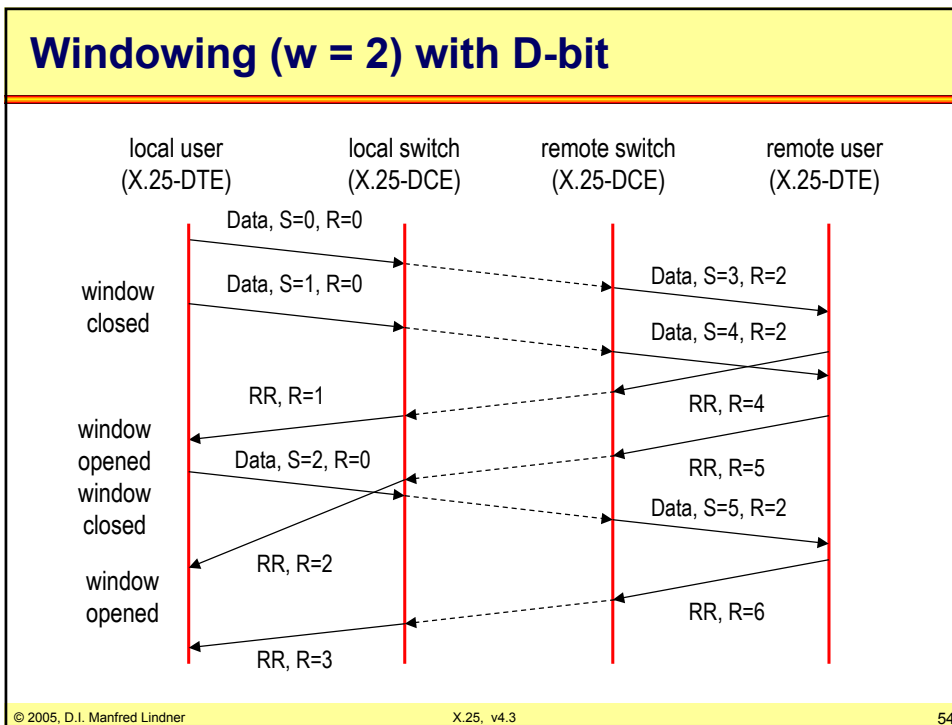 Windowing (w = 2) with D-bit
local user
(X.25-DTE)
local switch
(X.25-DCE)
remote switch
(X.25-DCE)
remote user
(X.25-DTE)
Data, S=0, R=0
Data, S=3, R=2
window
closed
Data, S=1, R=0
Data, S=4, R=2
RR, R=1
RR, R=4
window
opened
Data, S=2, R=0
RR, R=5
window
closed
Data, S=5, R=2
RR, R=2
window
opened
RR, R=6
RR, R=3
© 2005, D.I. Manfred Lindner
X.25, v4.3
54